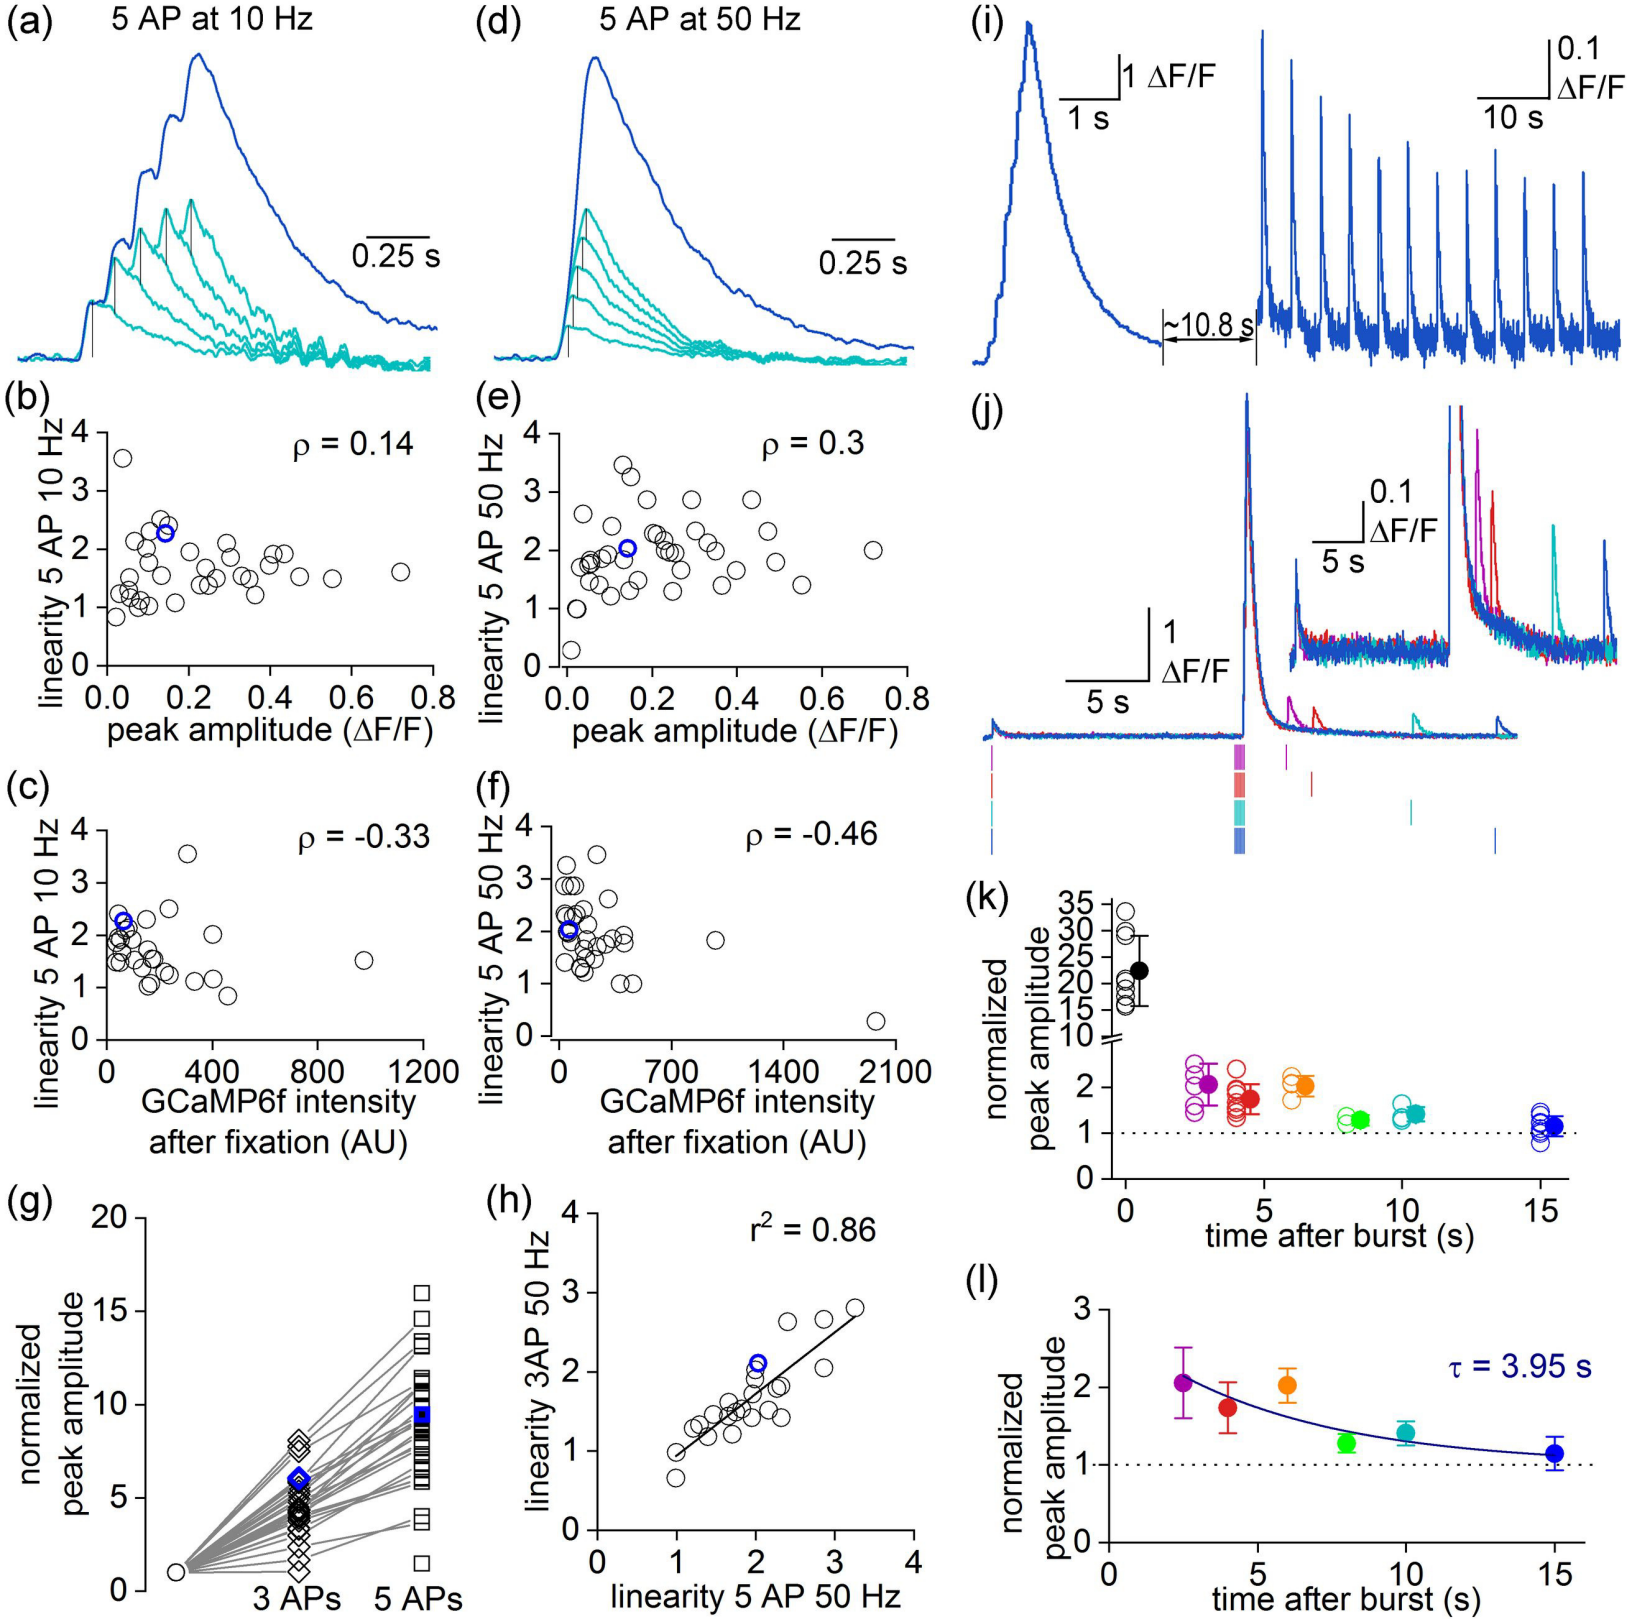 (a)
5 AP at 10 Hz
0.25 s
(b)
linearity 5 AP 10 Hz
ρ = 0.14
4
3
2
1
0
0.0 0.2 0.4 0.6 0.8
peak amplitude (ΔF/F)
(c)
linearity 5 AP 10 Hz
ρ = -0.33
4
3
2
1
0
0 400 800 1200
GCaMP6f intensity
after fixation (AU)
(d)
5 AP at 50 Hz
0.25 s
(e)
linearity 5 AP 50 Hz
ρ = 0.3
4
3
2
1
0
0.0 0.2 0.4 0.6 0.8
peak amplitude (ΔF/F)
(f)
linearity 5 AP 50 Hz
ρ = -0.46
4
3
2
1
0
0 700 1400 2100
GCaMP6f intensity
after fixation (AU)
(g)
normalized
peak amplitude
20
15
10
5
0
3 APs 5 APs
(h)
linearity 3AP 50 Hz
r² = 0.86
4
3
2
1
0
0 1 2 3 4
linearity 5 AP 50 Hz
(i)
1 ΔF/F
1 s
~10.8 s
0.1
ΔF/F
10 s
(j)
0.1
ΔF/F
5 s
1
ΔF/F
5 s
(k)
normalized
peak amplitude
35
30
25
20
15
10
2
1
0
0 5 10 15
time after burst (s)
(l)
normalized
peak amplitude
τ = 3.95 s
3
2
1
0
0 5 10 15
time after burst (s)